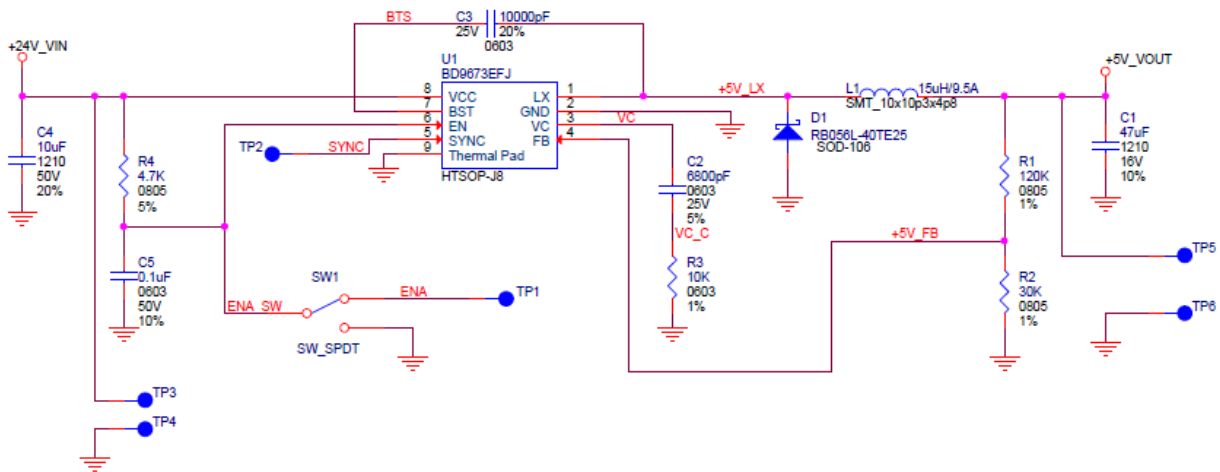 BTS
C3
25V
10000pF
20%
0603
+24V_VIN
U1
BD9673EFJ
8
7
6
5
9
VCC
BST
EN
SYNC
Thermal Pad
LX
GND
VC
FB
1
2
3
4
HTSOP-J8
+5V_LX
VC
L1
15uH/9.5A
SMT_10x10p3x4p8
+5V_VOUT
D1
RB056L-40TE25
SOD-106
C4
10uF
1210
50V
20%
R4
4.7K
0805
5%
TP2
SYNC
C2
6800pF
0603
25V
5%
VC_C
R1
120K
0805
1%
C1
47uF
1210
16V
10%
+5V_FB
TP5
C5
0.1uF
0603
50V
10%
ENA_SW
SW1
SW_SPDT
ENA
TP1
R3
10K
0603
1%
R2
30K
0805
1%
TP6
TP3
TP4